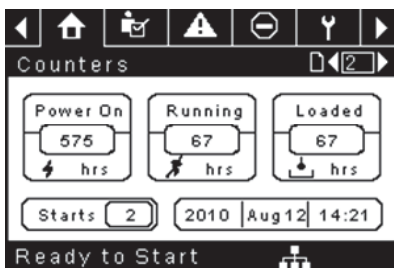 Counters 2
Power On Running Loaded
575 67 67
hrs hrs hrs
Starts 2 2010 Aug12 14:21
Ready to Start